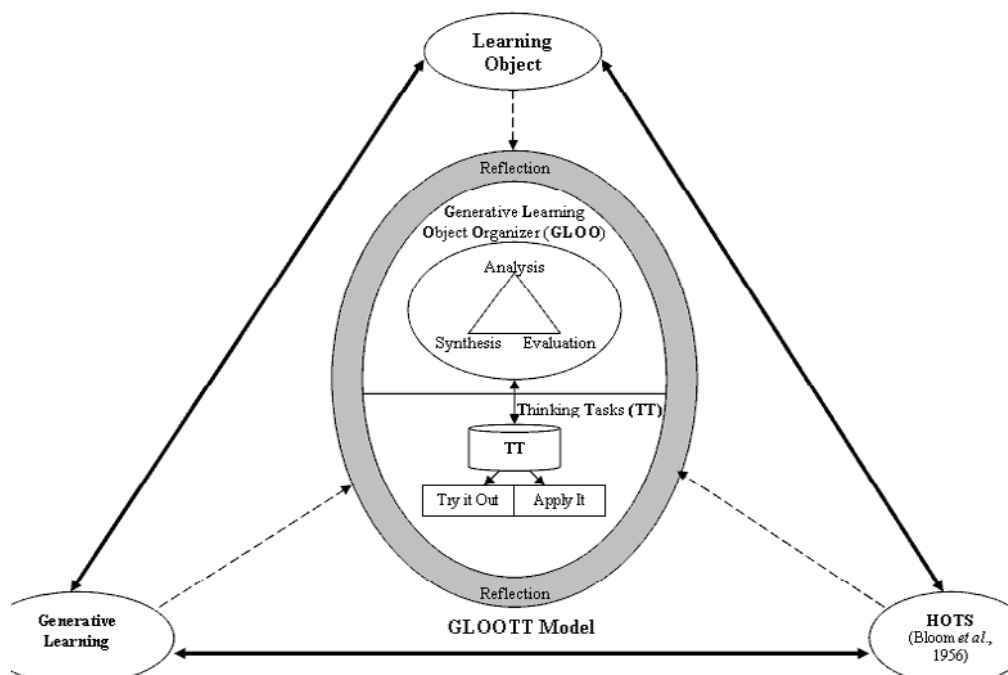 Learning
Object
Reflection
Generative Learning
Object Organizer (GLOO)
Analysis
Synthesis
Evaluation
Thinking Tasks (TT)
TT
Try it Out
Apply It
Reflection
Generative
Learning
GLOOTT Model
HOTS
(Bloom et al.,
1956)